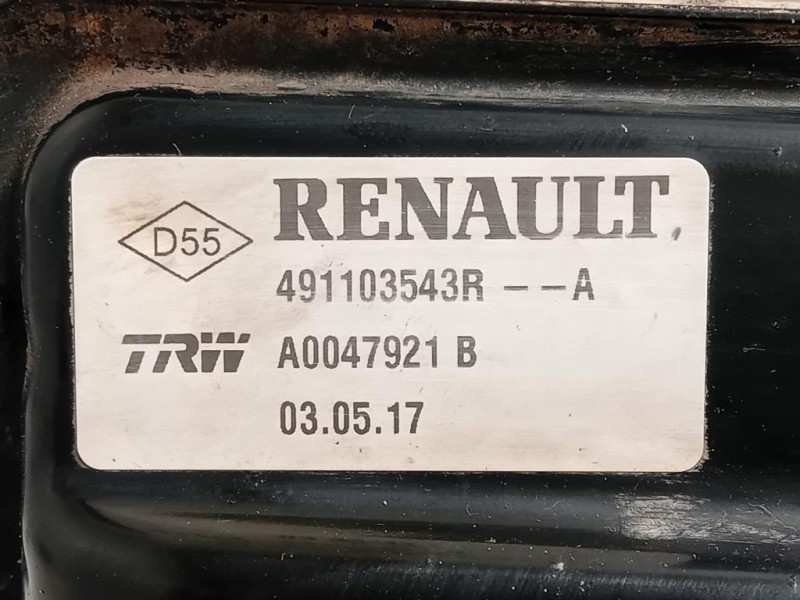 RENAULT
D55
491103543R -- A
TRW A0047921 B
03.05.17